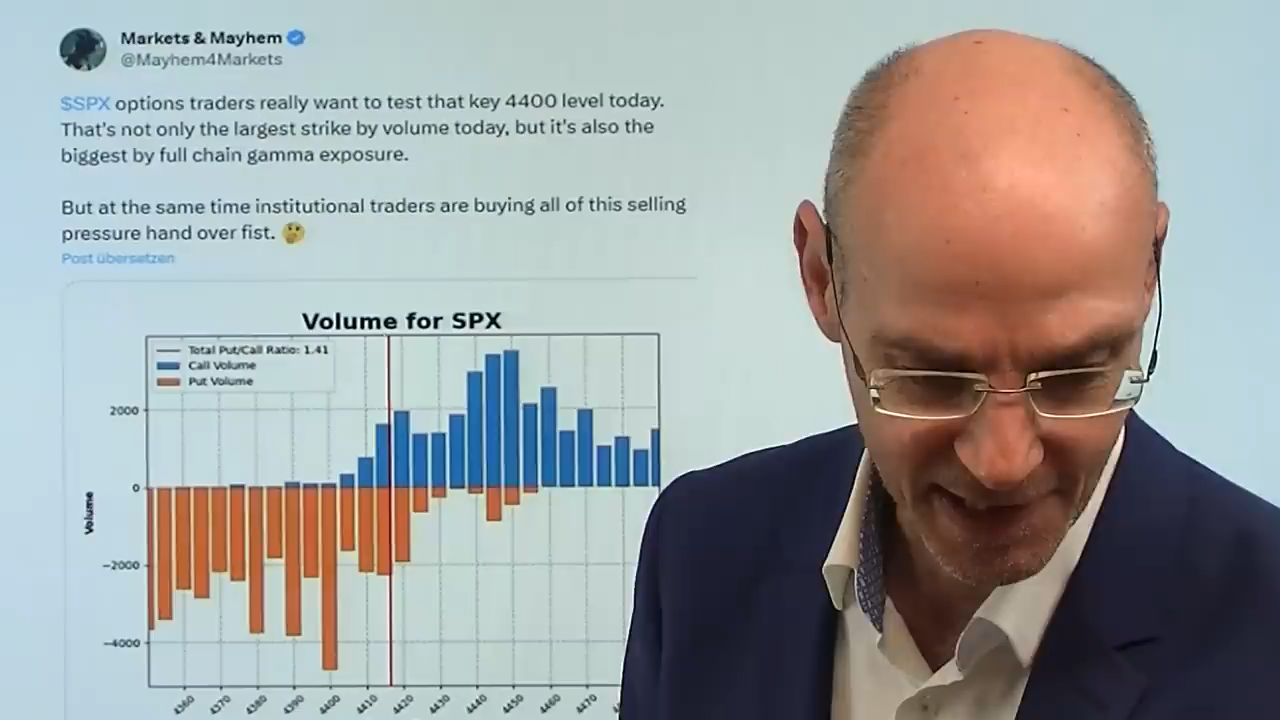 Markets & Mayhem
@Mayhem4Markets
$SPX options traders really want to test that key 4400 level today.
That's not only the largest strike by volume today, but it's also the
biggest by full chain gamma exposure.
But at the same time institutional traders are buying all of this selling
pressure hand over fist. 🤔
Post übersetzen
Volume for SPX
Total Put/Call Ratio: 1.41
Call Volume
Put Volume
2000
0
−2000
−4000
Volume
4360 4370 4380 4390 4400 4410 4420 4430 4440 4450 4460 4470